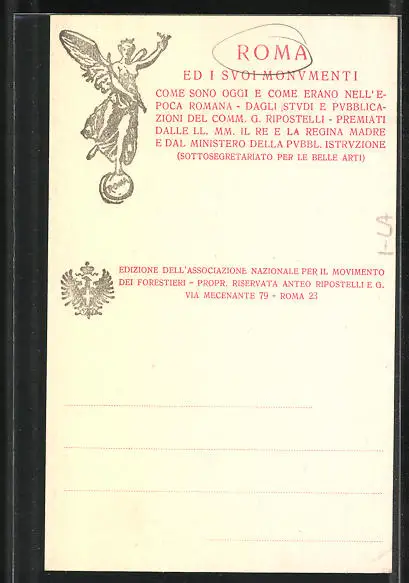 ROMA
ED I SVOI MONVMENTI
COME SONO OGGI E COME ERANO NELL'E-
POCA ROMANA - DAGLI STVDI E PVBBLICA-
ZIONI DEL COMM. G. RIPOSTELLI - PREMIATI
DALLE LL. MM. IL RE E LA REGINA MADRE
E DAL MINISTERO DELLA PVBBL. ISTRVZIONE
(SOTTOSEGRETARIATO PER LE BELLE ARTI)
I-LA
EDIZIONE DELL'ASSOCIAZIONE NAZIONALE PER IL MOVIMENTO
DEI FORESTIERI - PROPR. RISERVATA ANTEO RIPOSTELLI E G.
VIA MECENANTE 79 - ROMA 23